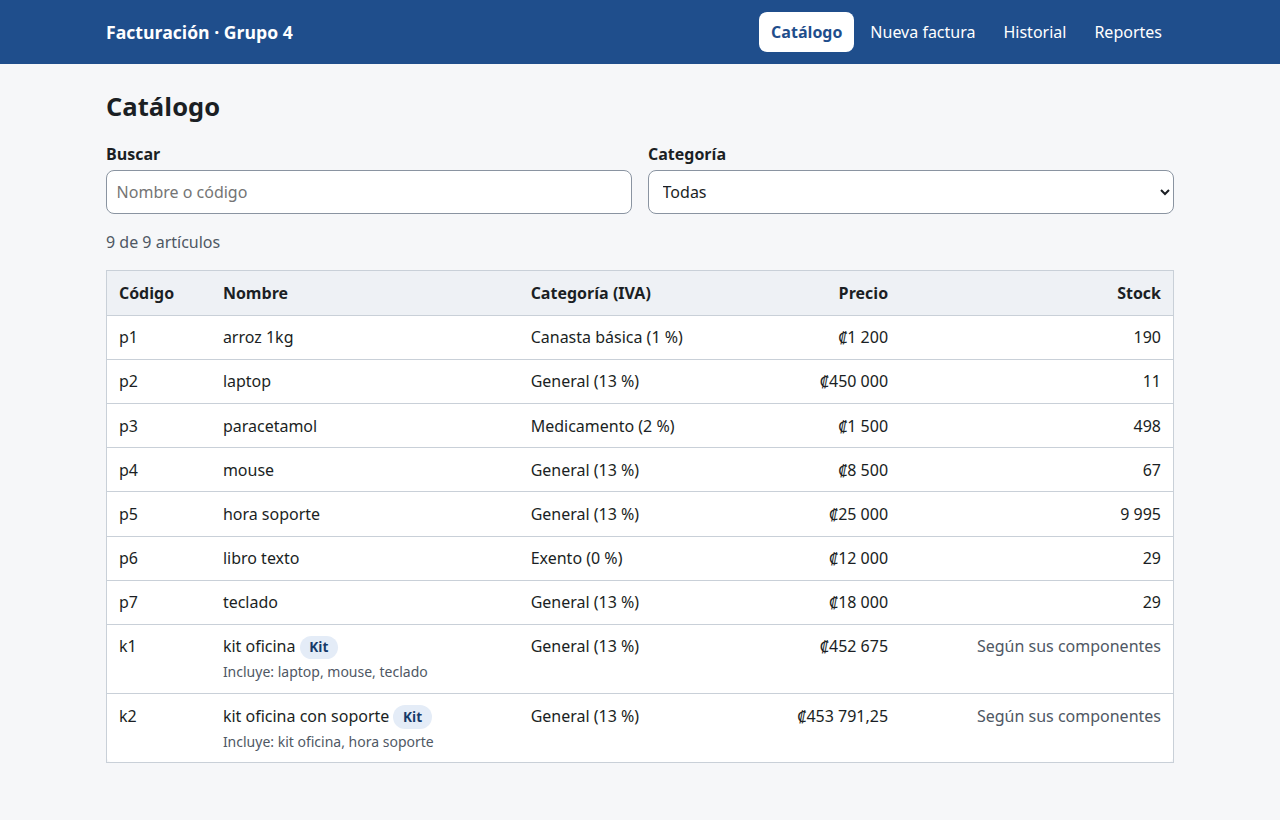 Facturación · Grupo 4
Catálogo Nueva factura Historial Reportes
Catálogo
Buscar Categoría
Nombre o código Todas
9 de 9 artículos
Código Nombre Categoría (IVA) Precio Stock
p1 arroz 1kg Canasta básica (1 %) ₡1 200 190
p2 laptop General (13 %) ₡450 000 11
p3 paracetamol Medicamento (2 %) ₡1 500 498
p4 mouse General (13 %) ₡8 500 67
p5 hora soporte General (13 %) ₡25 000 9 995
p6 libro texto Exento (0 %) ₡12 000 29
p7 teclado General (13 %) ₡18 000 29
k1 kit oficina Kit General (13 %) ₡452 675 Según sus componentes
Incluye: laptop, mouse, teclado
k2 kit oficina con soporte Kit General (13 %) ₡453 791,25 Según sus componentes
Incluye: kit oficina, hora soporte